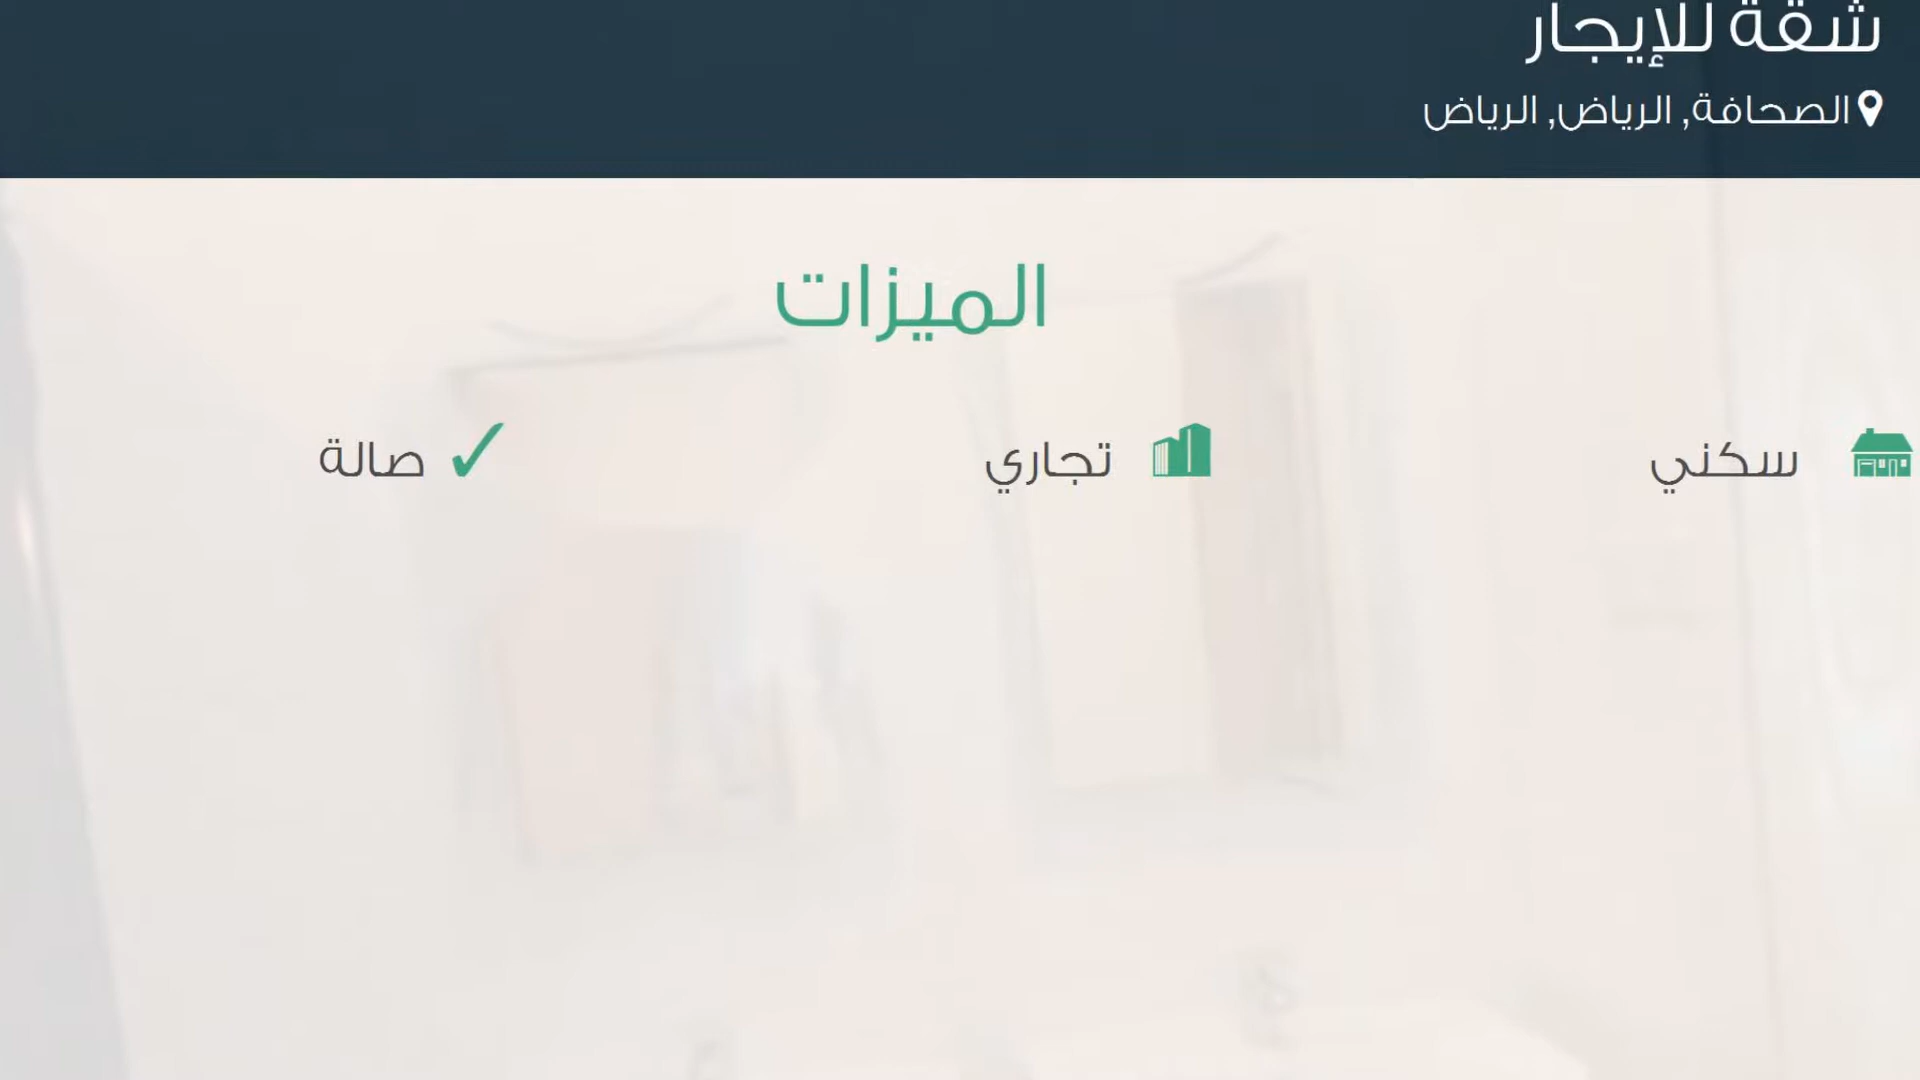 شقة للإيجار
الصحافة, الرياض, الرياض
الميزات
سكني
تجاري
صالة